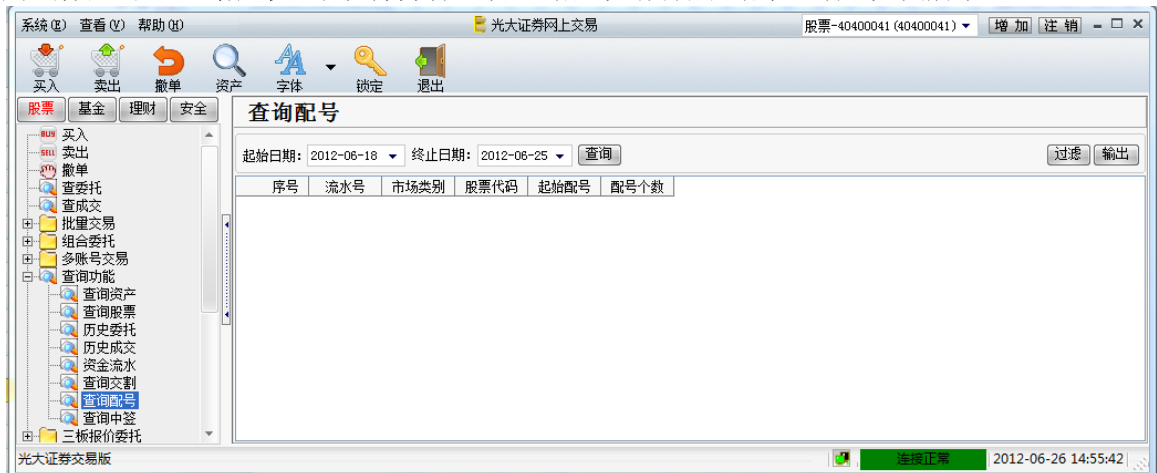 系统(E) 查看(V) 帮助(H) 光大证券网上交易 股票-40400041(40400041) 增加 注销
买入 卖出 撤单 资产 字体 锁定 退出
股票 基金 理财 安全 查询配号
BUY 买入
SELL 卖出
撤单
查委托
查成交
批量交易
组合委托
多账号交易
查询功能
查询资产
查询股票
历史委托
历史成交
资金流水
查询交割
查询配号
查询中签
三板报价委托
起始日期: 2012-06-18 终止日期: 2012-06-25 查询 过滤 输出
序号 流水号 市场类别 股票代码 起始配号 配号个数
光大证券交易版 连接正常 2012-06-26 14:55:42